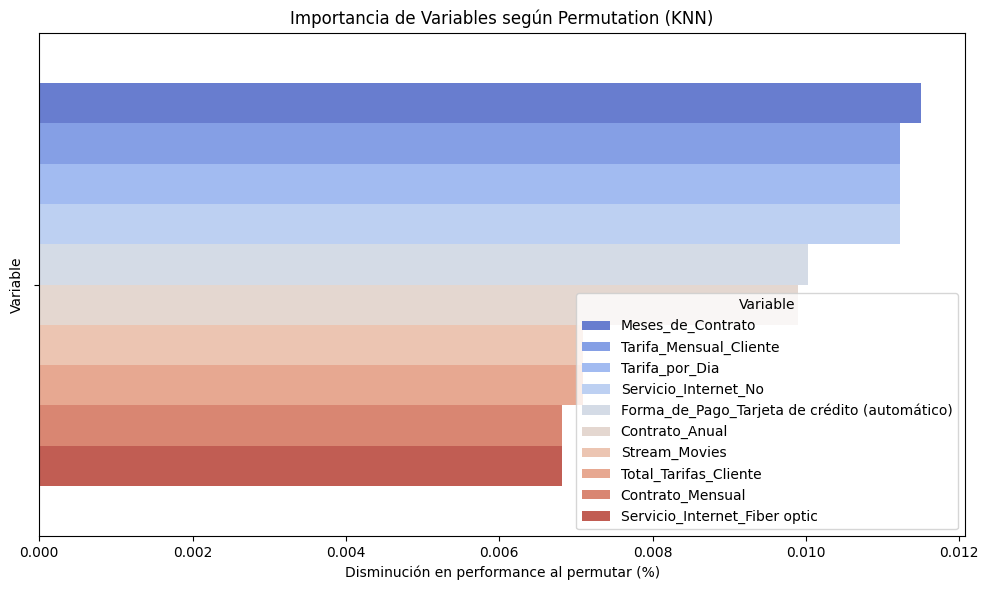 Importancia de Variables según Permutation (KNN)
Variable
Variable
Meses_de_Contrato
Tarifa_Mensual_Cliente
Tarifa_por_Dia
Servicio_Internet_No
Forma_de_Pago_Tarjeta de crédito (automático)
Contrato_Anual
Stream_Movies
Total_Tarifas_Cliente
Contrato_Mensual
Servicio_Internet_Fiber optic
0.000 0.002 0.004 0.006 0.008 0.010 0.012
Disminución en performance al permutar (%)